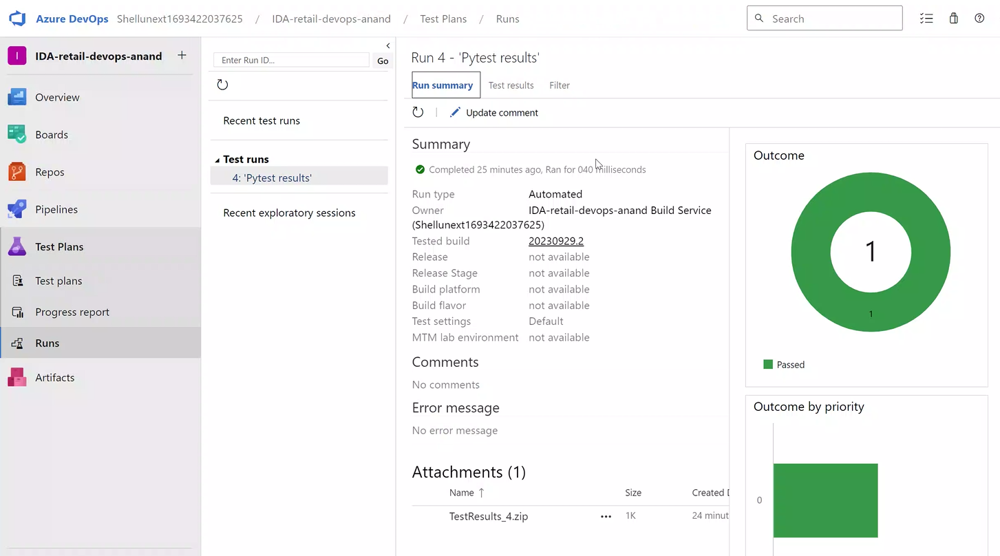 Azure DevOps Shellunext1693422037625 / IDA-retail-devops-anand / Test Plans / Runs
Search
I
IDA-retail-devops-anand +
Overview
Boards
Repos
Pipelines
Test Plans
Test plans
Progress report
Runs
Artifacts
Enter Run ID...
Go
Recent test runs
Test runs
4: 'Pytest results'
Recent exploratory sessions
Run 4 - 'Pytest results'
Run summary Test results Filter
Update comment
Summary
Completed 25 minutes ago, Ran for 040 milliseconds
Run type Automated
Owner IDA-retail-devops-anand Build Service
(Shellunext1693422037625)
Tested build 20230929.2
Release not available
Release Stage not available
Build platform not available
Build flavor not available
Test settings Default
MTM lab environment not available
Comments
No comments
Error message
No error message
Attachments (1)
Name ↑ Size Created
TestResults_4.zip ••• 1K 24 minut
Outcome
1
1
Passed
Outcome by priority
0